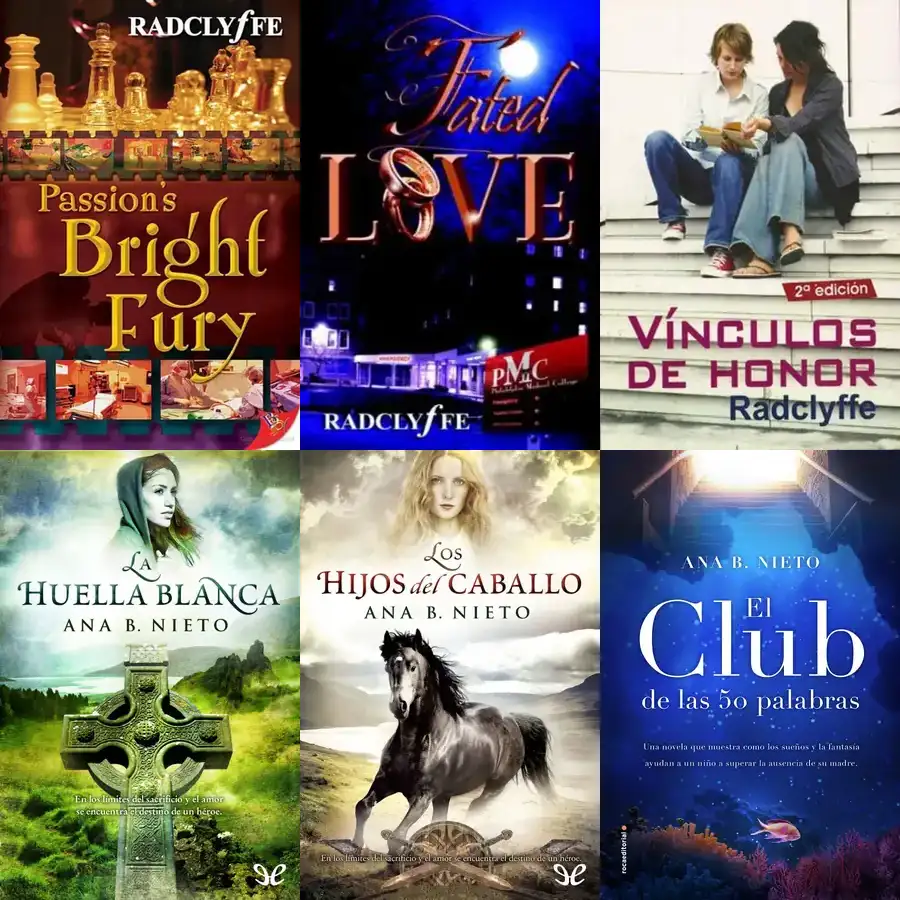 RADCLYffE
Passion's
Bright
Fury
Fated
LOVE
EMERGENCY
PMC
Philadelphia Medical College
RADCLYffE
2ª edición
VÍNCULOS
DE HONOR
Radclyffe
La
HUELLA BLANCA
ANA B. NIETO
En los límites del sacrificio y el amor
se encuentra el destino de un héroe.
Los
HIJOS del CABALLO
ANA B. NIETO
En los límites del sacrificio y el amor se encuentra el destino de un héroe.
ANA B. NIETO
El
Club
de las 50 palabras
Una novela que muestra como los sueños y la fantasía
ayudan a un niño a superar la ausencia de su madre.
rocaeditorial